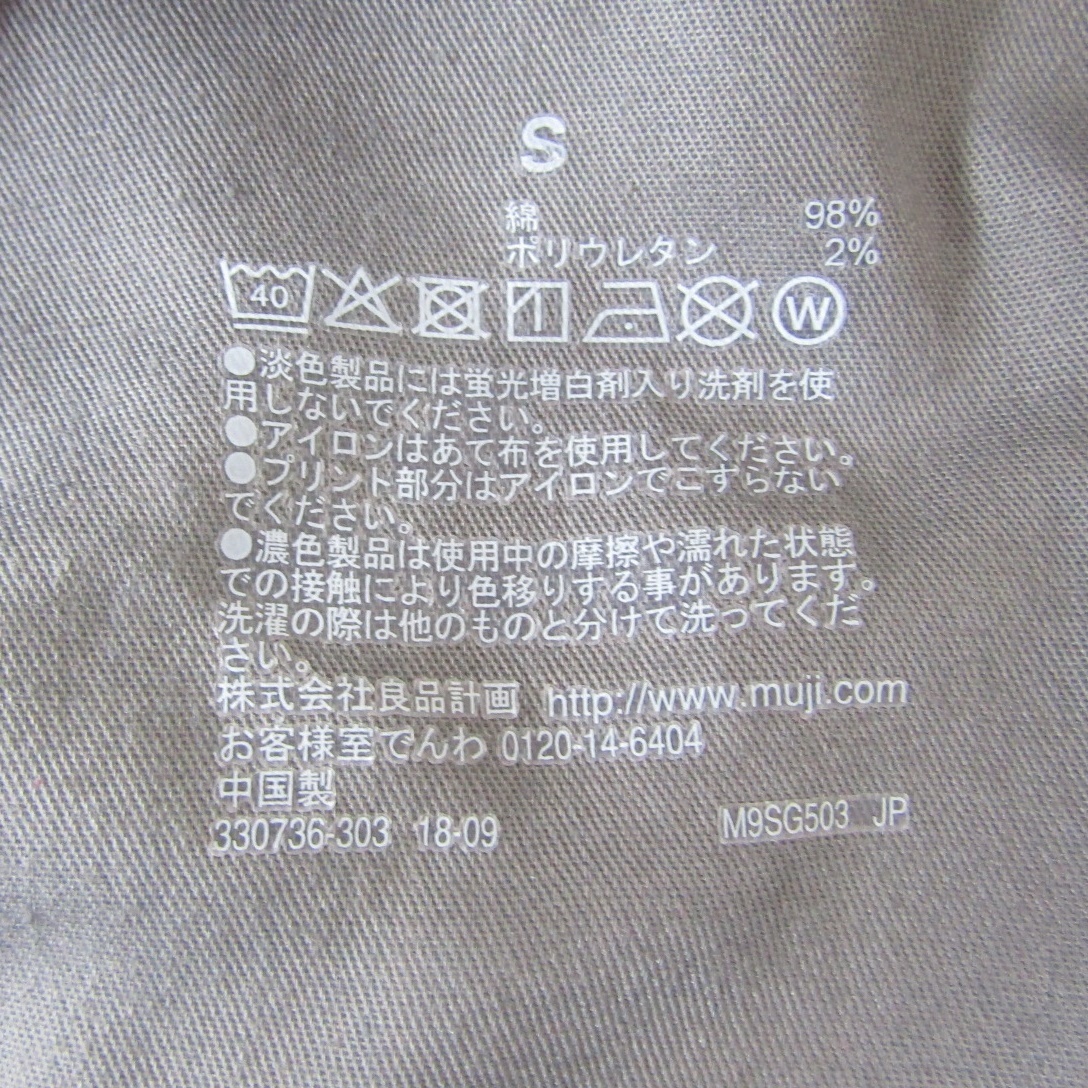 S
綿 98%
ポリウレタン 2%
40 W
●淡色製品には蛍光増白剤入り洗剤を使
用しないでください。
●アイロンはあて布を使用してください。
●プリント部分はアイロンでこすらない
でください。
●濃色製品は使用中の摩擦や濡れた状態
での接触により色移りする事があります。
洗濯の際は他のものと分けて洗ってくだ
さい。
株式会社良品計画 http://www.muji.com
お客様室でんわ 0120-14-6404
中国製
330736-303 18-09 M9SG503 JP